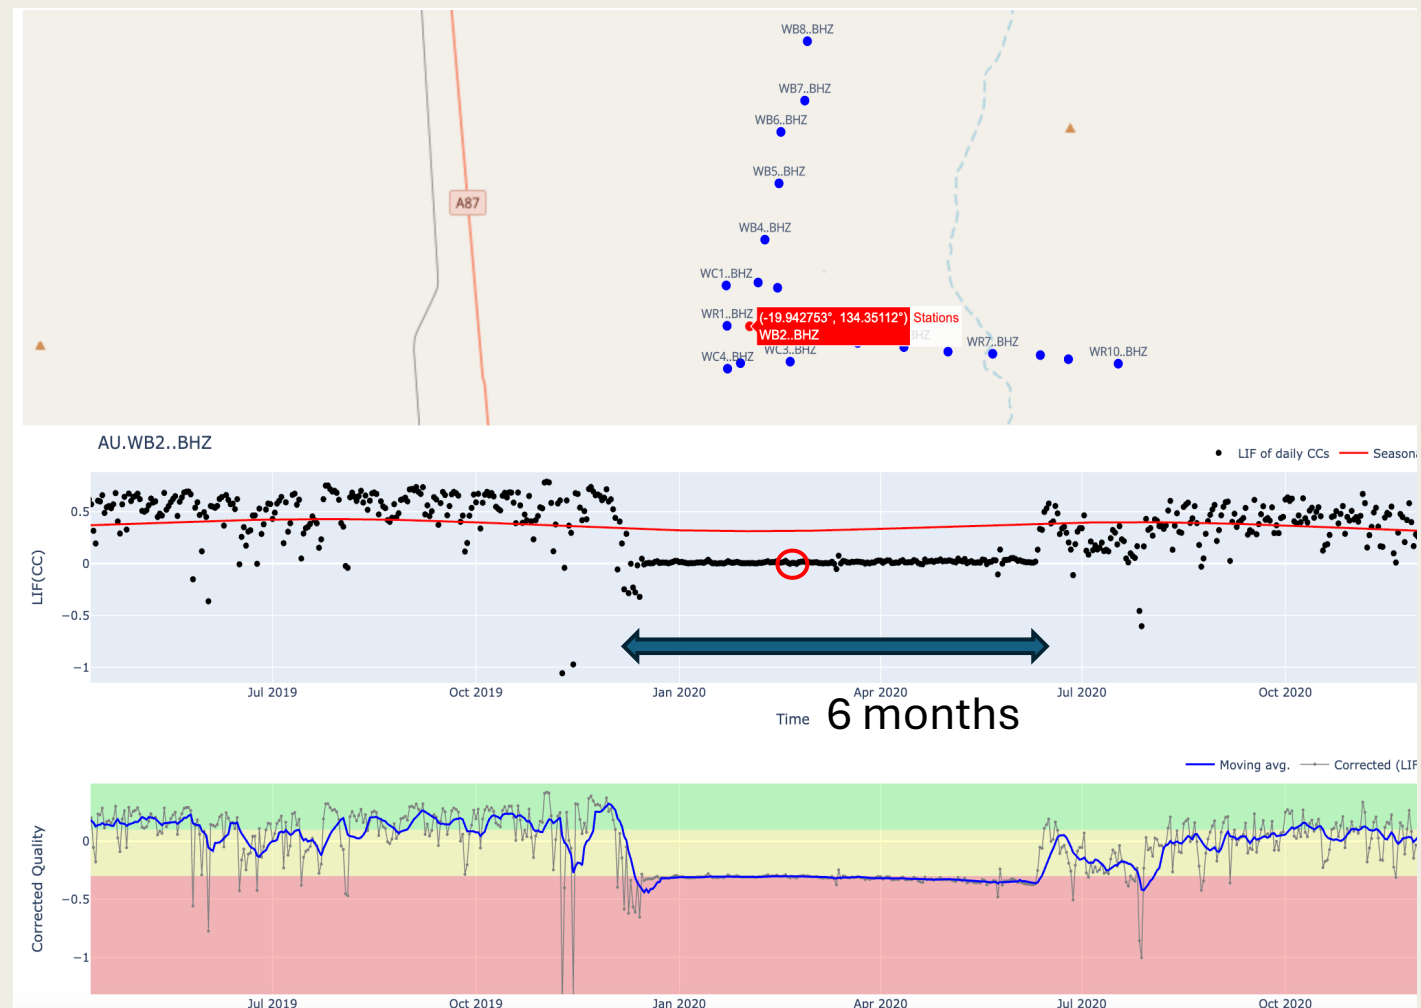 WB8..BHZ
WB7..BHZ
WB6..BHZ
WB5..BHZ
A87
WB4..BHZ
WC1..BHZ
WR1..BHZ
(-19.942753°, 134.35112°) Stations
WB2..BHZ
BHZ
WR7..BHZ
WC4..BHZ
WC3..BHZ
WR10..BHZ
AU.WB2..BHZ
LIF of daily CCs
Seasona
LIF(CC)
0.5
0
−0.5
−1
Jul 2019
Oct 2019
Jan 2020
Apr 2020
Jul 2020
Oct 2020
Time
6 months
Moving avg.
Corrected (LIF
Corrected Quality
0
−0.5
−1
Jul 2019
Oct 2019
Jan 2020
Apr 2020
Jul 2020
Oct 2020